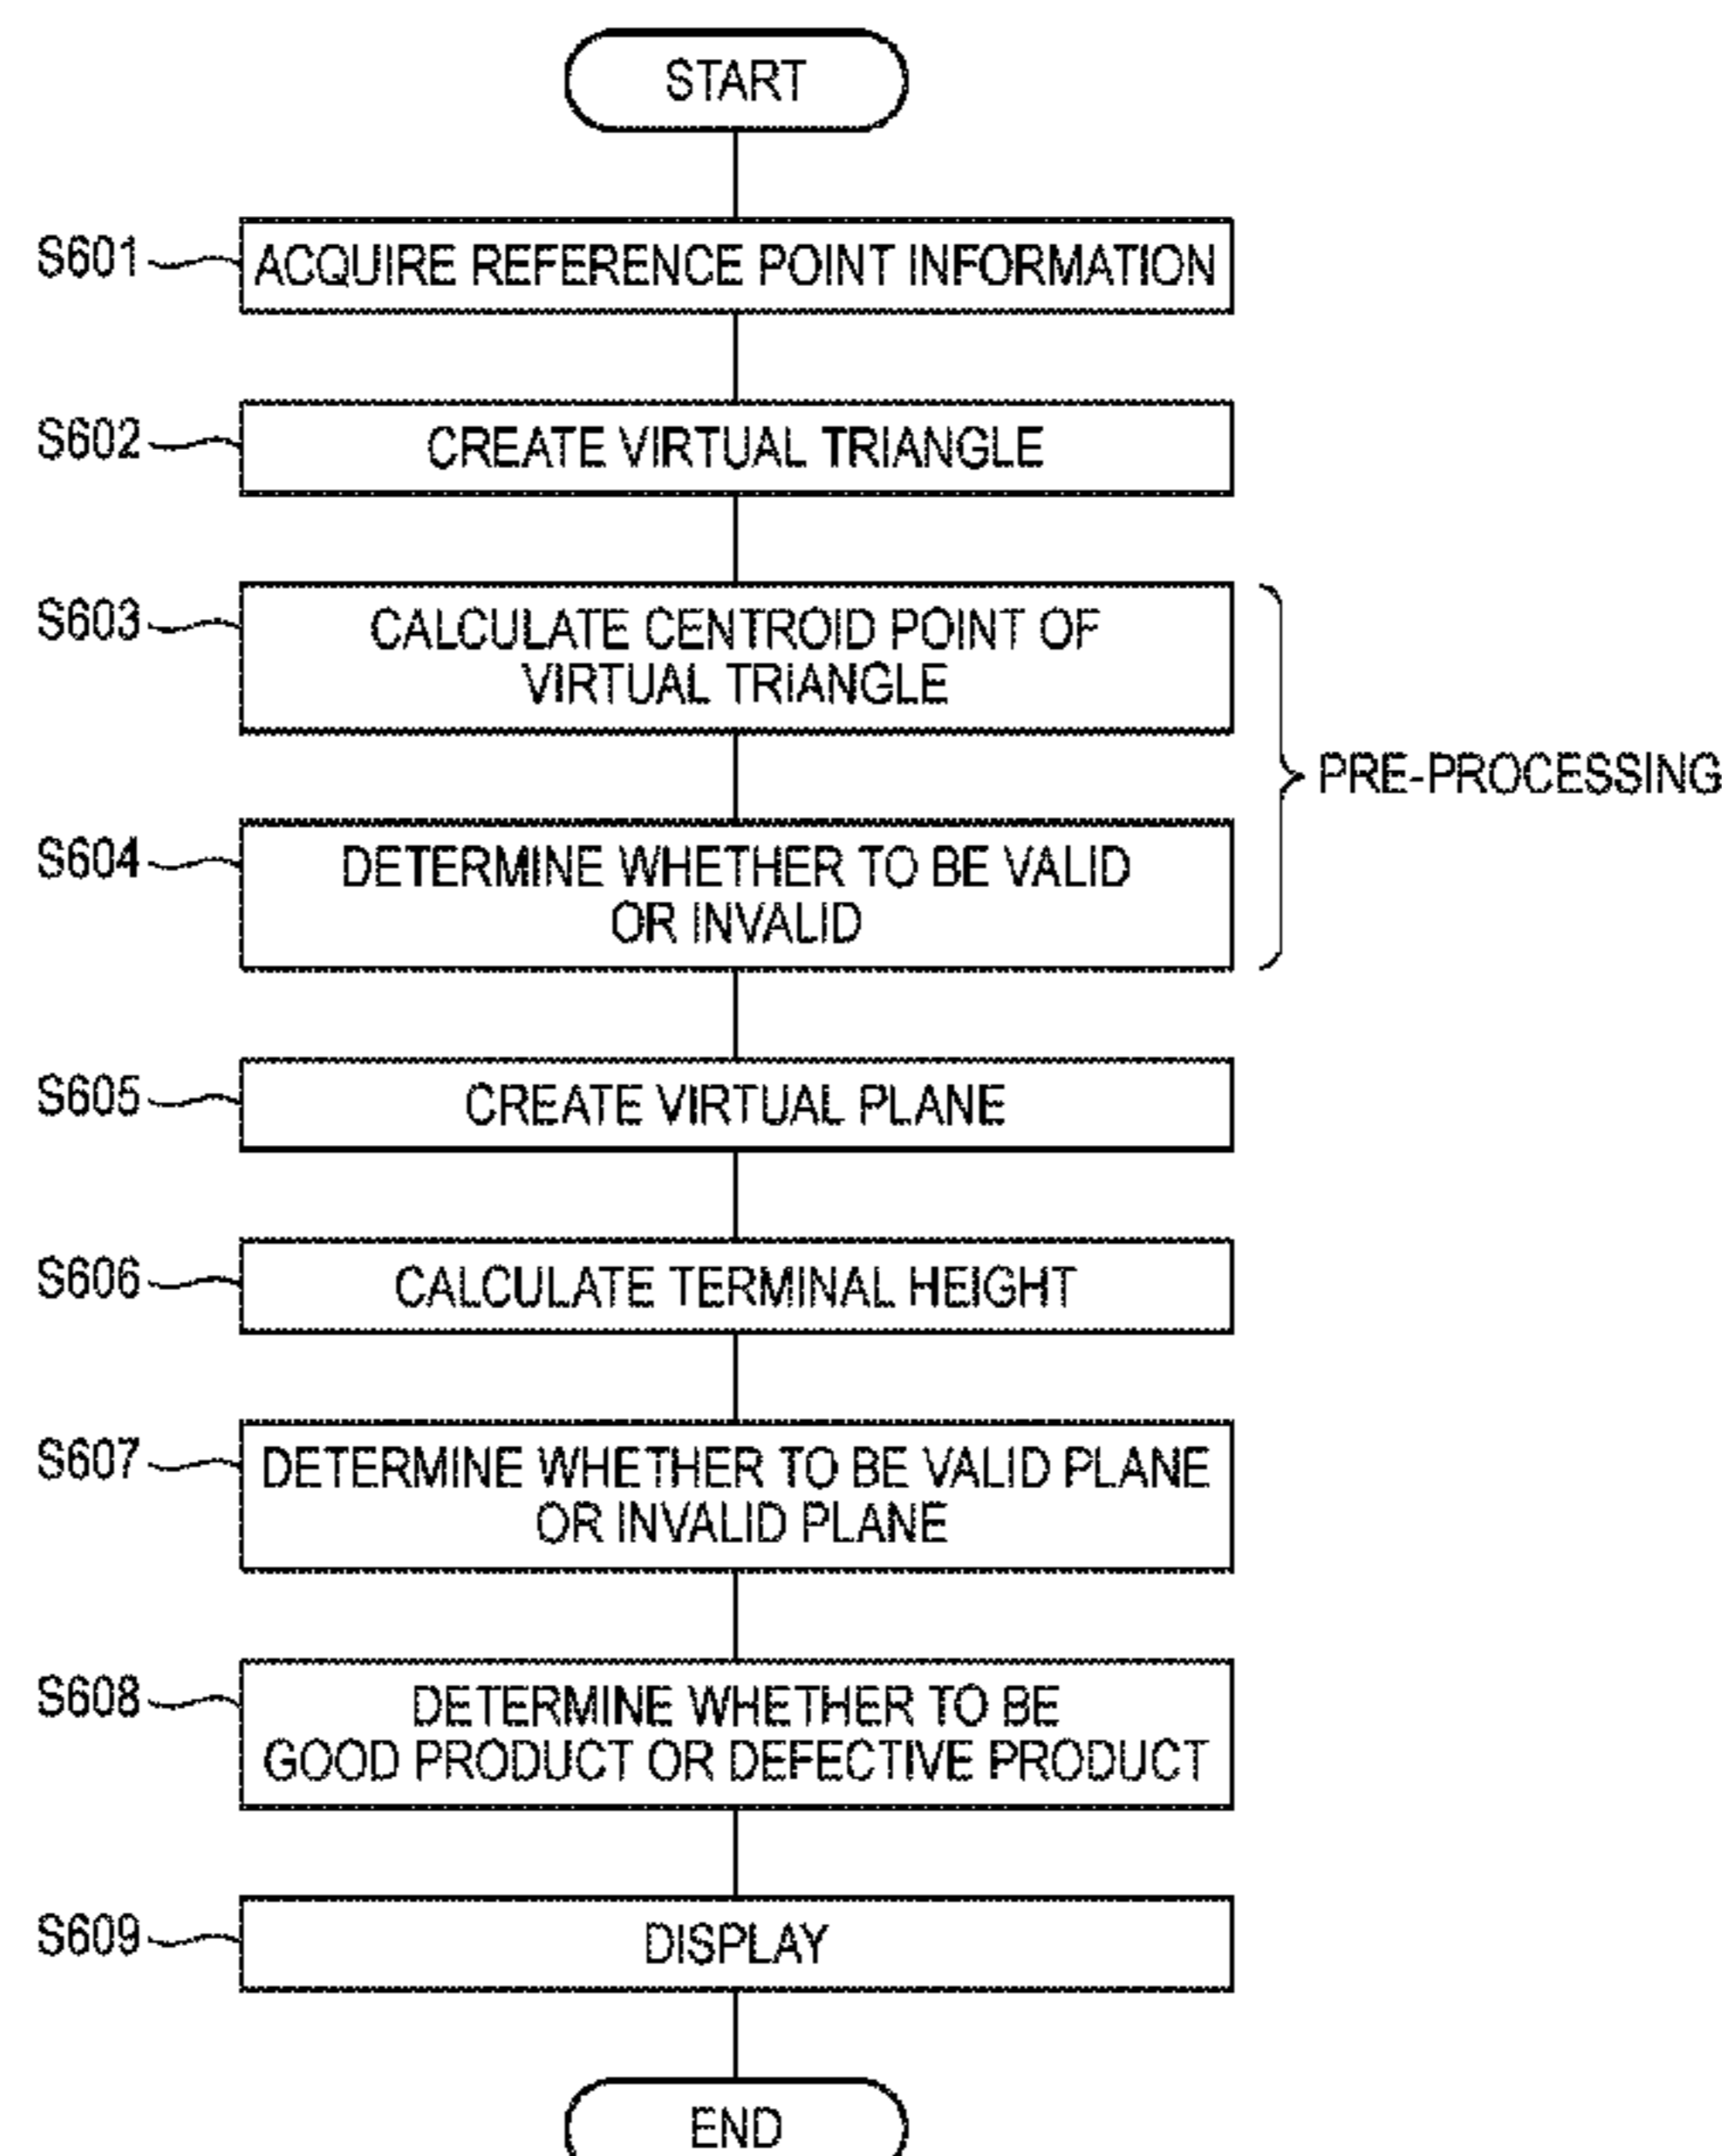 START
S601
ACQUIRE REFERENCE POINT INFORMATION
S602
CREATE VIRTUAL TRIANGLE
S603
CALCULATE CENTROID POINT OF
VIRTUAL TRIANGLE
PRE-PROCESSING
S604
DETERMINE WHETHER TO BE VALID
OR INVALID
S605
CREATE VIRTUAL PLANE
S606
CALCULATE TERMINAL HEIGHT
S607
DETERMINE WHETHER TO BE VALID PLANE
OR INVALID PLANE
S608
DETERMINE WHETHER TO BE
GOOD PRODUCT OR DEFECTIVE PRODUCT
S609
DISPLAY
END